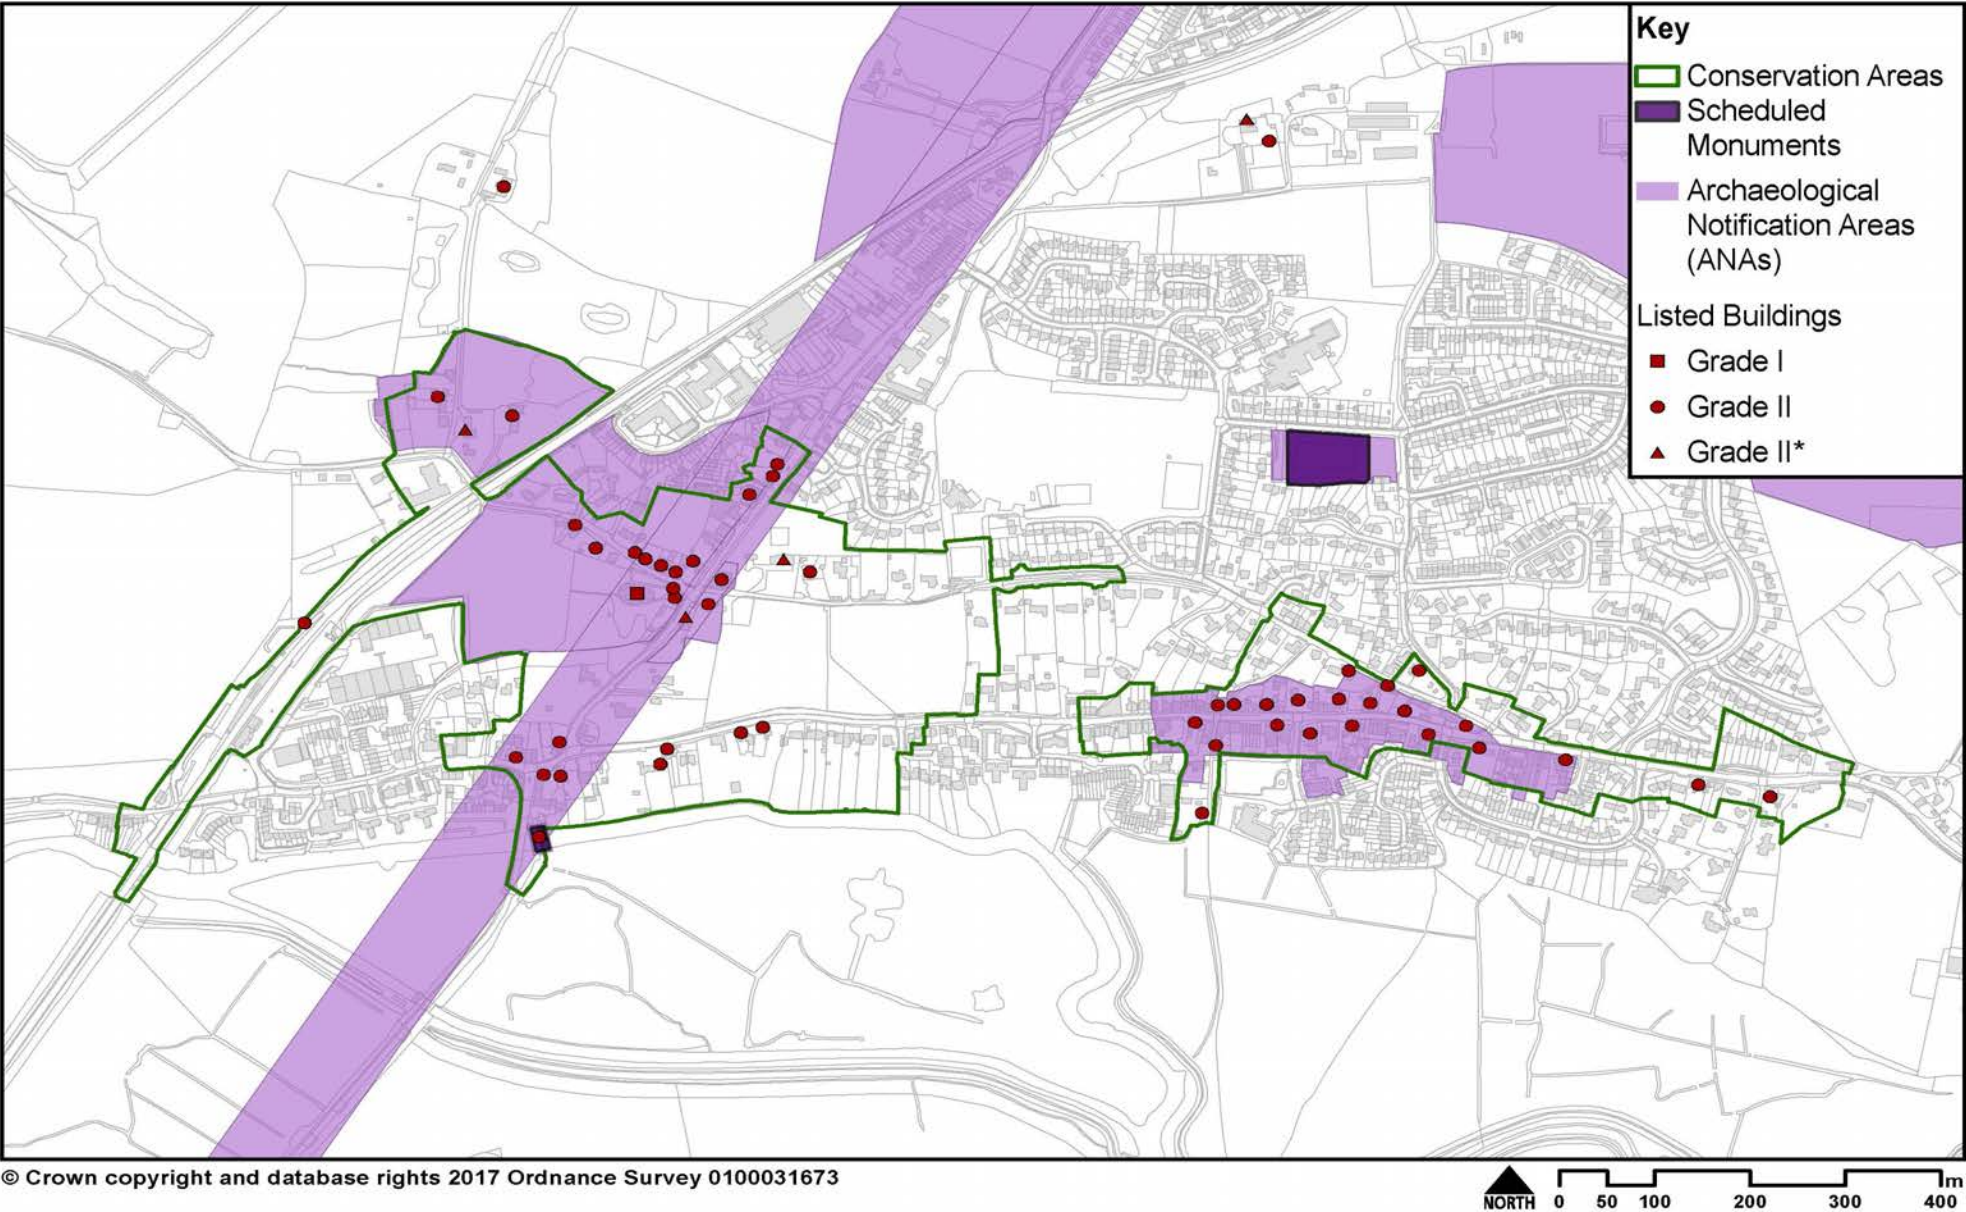 Key
Conservation Areas
Scheduled
Monuments
Archaeological
Notification Areas
(ANAs)
Listed Buildings
Grade I
Grade II
Grade II*
© Crown copyright and database rights 2017 Ordnance Survey 0100031673
NORTH
0 50 100 200 300 400 m